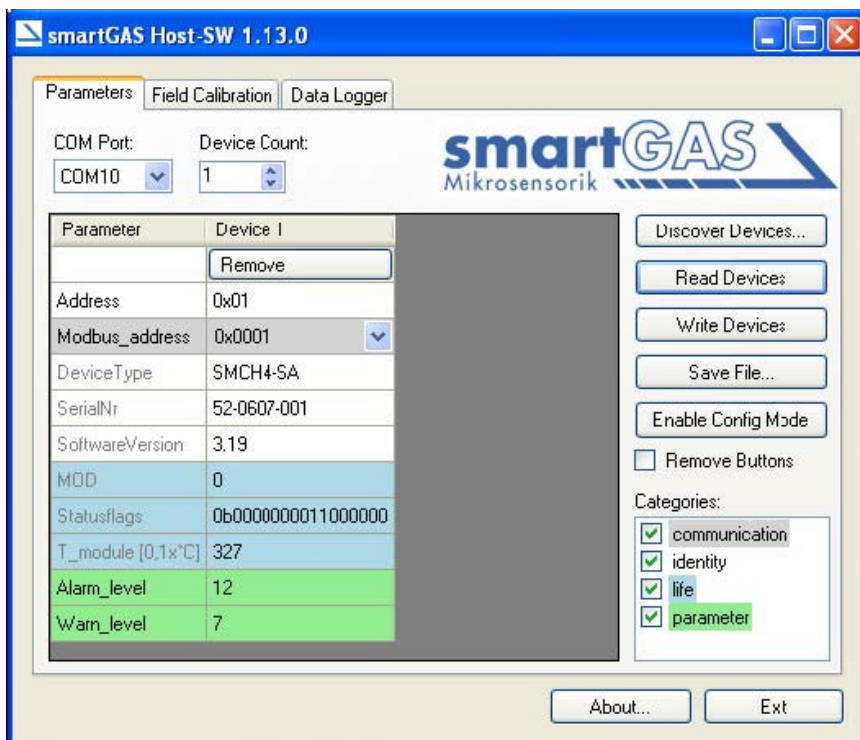 smartGAS Host-SW 1.13.0
Parameters Field Calibration Data Logger
COM Port: Device Count:
COM10 1
smartGAS
Mikrosensorik
Parameter Device 1
Remove
Address 0x01
Modbus_address 0x0001
DeviceType SMCH4-SA
SerialNr 52-0607-001
SoftwareVersion 3.19
MOD 0
Statusflags 0b0000000011000000
T_module [0,1x°C] 327
Alarm_level 12
Warn_level 7
Discover Devices...
Read Devices
Write Devices
Save File...
Enable Config Mode
Remove Buttons
Categories:
communication
identity
life
parameter
About... Ext